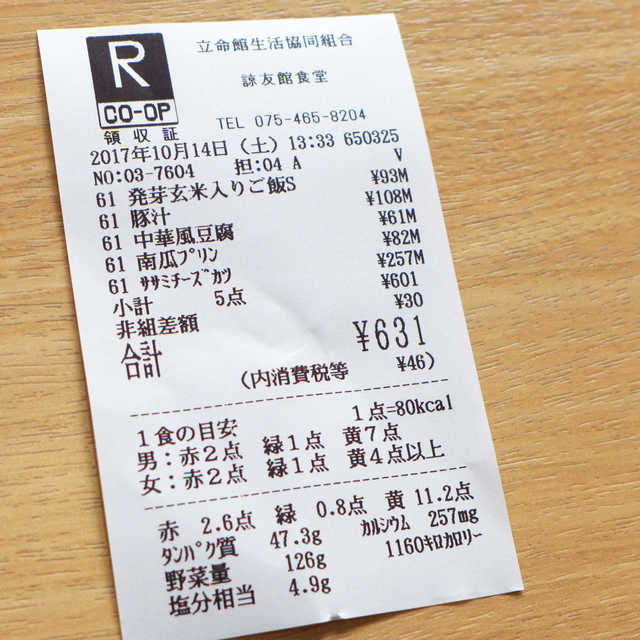 R
CO-OP
立命館生活協同組合
諒友館食堂
TEL 075-465-8204
領収証
2017年10月14日(土)13:33 650325
NO:03-7604 担:04 A V
61 発芽玄米入りご飯S ¥93M
61 豚汁 ¥108M
61 中華風豆腐 ¥61M
61 南瓜プリン ¥82M
61 ササミチーズカツ ¥257M
小計 5点 ¥601
非組差額 ¥30
合計 ¥631
(内消費税等 ¥46)
1食の目安 1点=80kcal
男:赤2点 緑1点 黄7点
女:赤2点 緑1点 黄4点以上
赤 2.6点 緑 0.8点 黄 11.2点
タンパク質 47.3g カルシウム 257mg
野菜量 126g 1160キロカロリー
塩分相当 4.9g